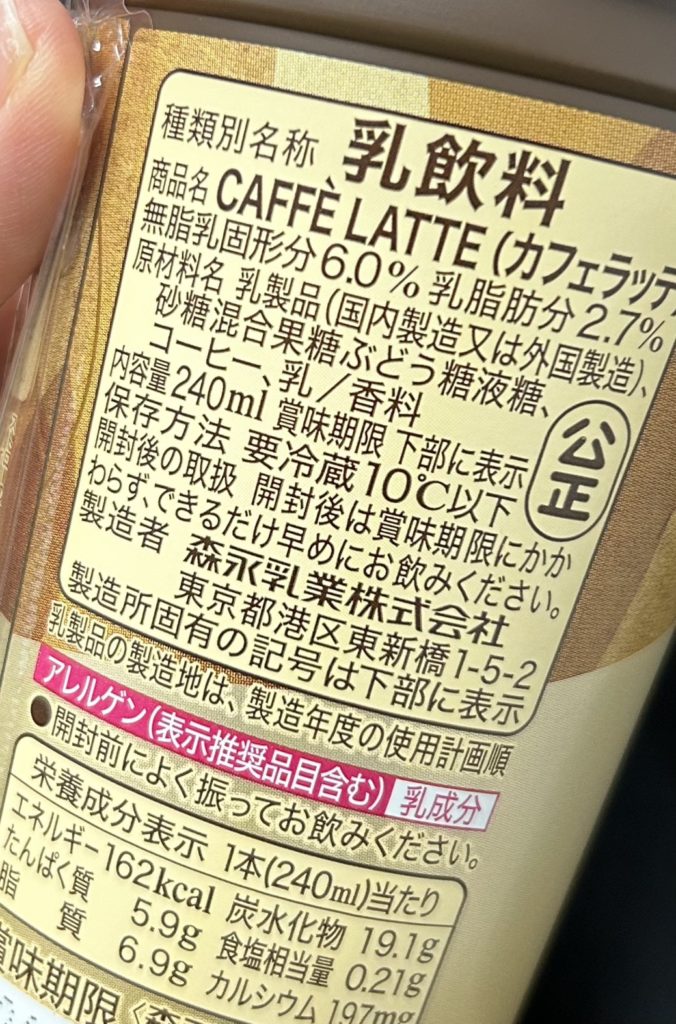 種類別名称 乳飲料
商品名 CAFFÈ LATTE (カフェラッテ
無脂乳固形分 6.0% 乳脂肪分 2.7%
原材料名 乳製品(国内製造又は外国製造)、
砂糖混合果糖ぶどう糖液糖、
コーヒー、乳/香料
内容量 240ml 賞味期限 下部に表示
保存方法 要冷蔵10℃以下
公正
開封後の取扱 開封後は賞味期限にかか
わらず、できるだけ早めにお飲みください。
製造者 森永乳業株式会社
東京都港区東新橋1-5-2
製造所固有の記号は下部に表示
乳製品の製造地は、製造年度の使用計画順
アレルゲン(表示推奨品目含む) 乳成分
●開封前によく振ってお飲みください。
栄養成分表示 1本(240ml)当たり
エネルギー 162kcal 炭水化物 19.1g
たんぱく質 5.9g 食塩相当量 0.21g
脂質 6.9g カルシウム 197mg
賞味期限